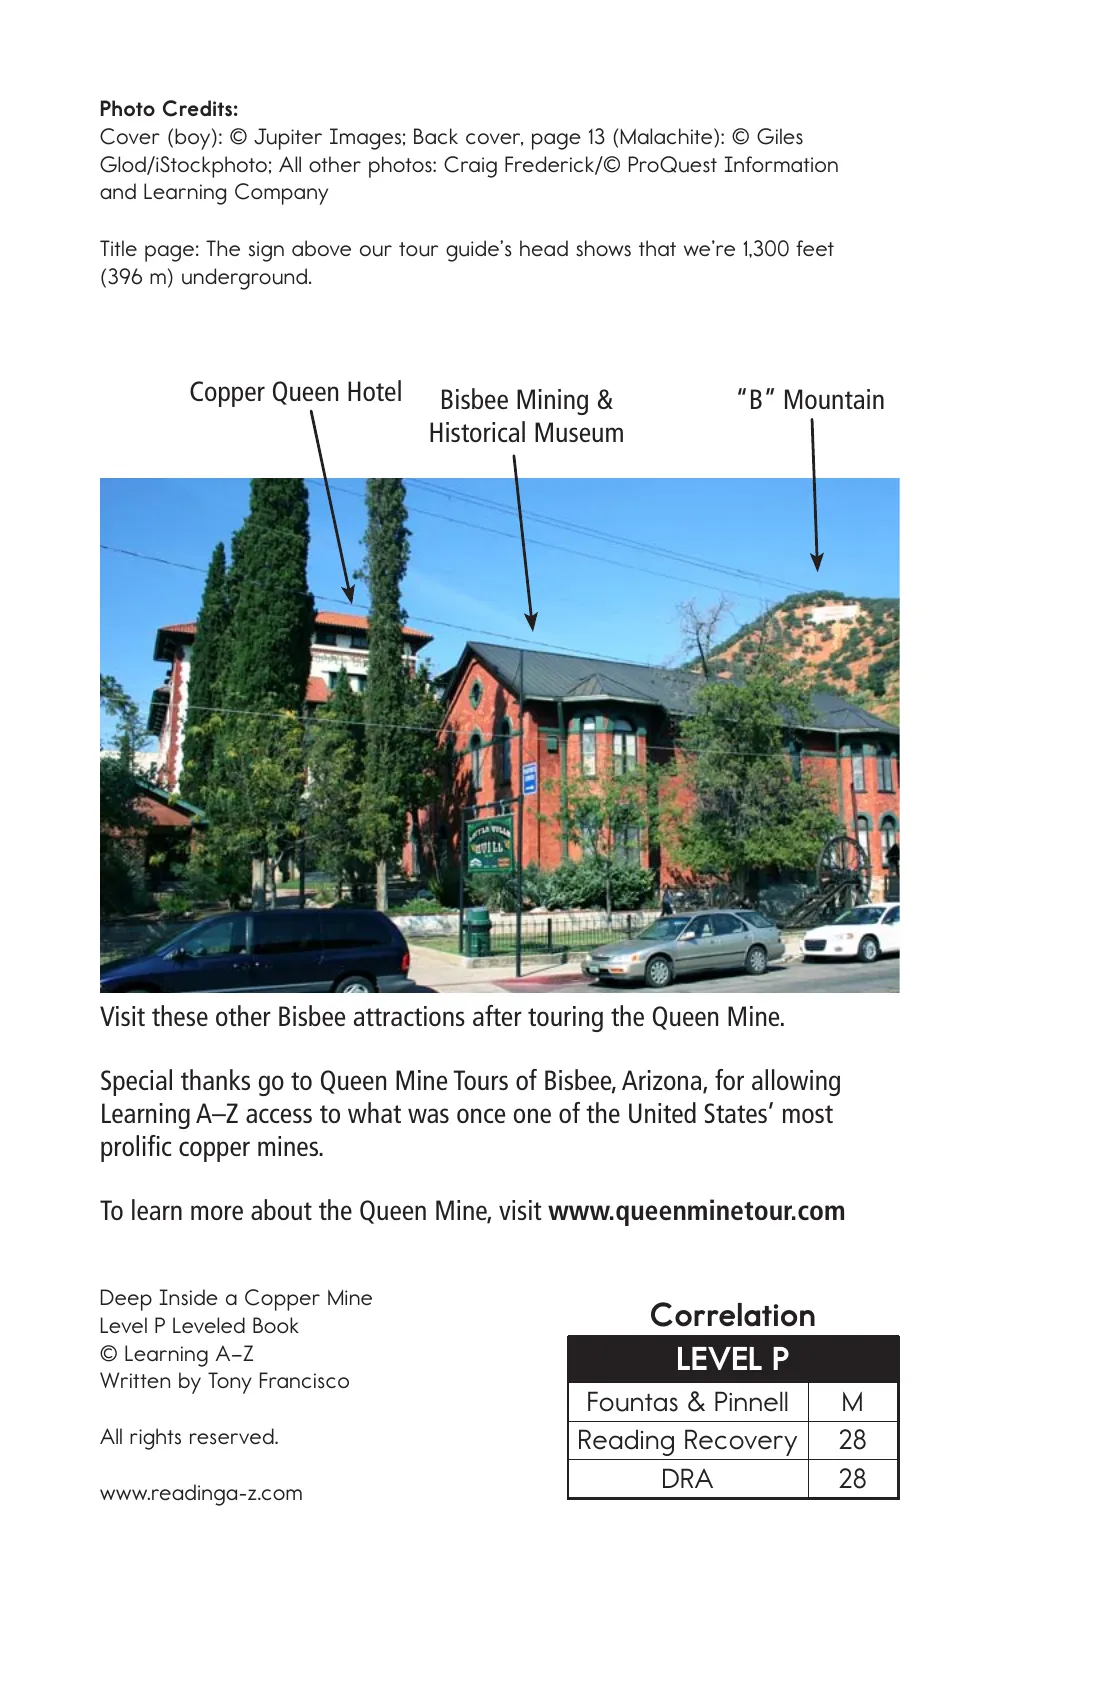 Photo Credits:
Cover (boy): © Jupiter Images; Back cover, page 13 (Malachite): © Giles
Glod/iStockphoto; All other photos: Craig Frederick/© ProQuest Information
and Learning Company
Title page: The sign above our tour guide's head shows that we're 1,300 feet
(396 m) underground.
Copper Queen Hotel
Bisbee Mining &
Historical Museum
“B” Mountain
Visit these other Bisbee attractions after touring the Queen Mine.
Special thanks go to Queen Mine Tours of Bisbee, Arizona, for allowing
Learning A–Z access to what was once one of the United States’ most
prolific copper mines.
To learn more about the Queen Mine, visit www.queenminetour.com
Deep Inside a Copper Mine
Level P Leveled Book
© Learning A–Z
Written by Tony Francisco
All rights reserved.
www.readinga-z.com
Correlation
LEVEL P
Fountas & Pinnell M
Reading Recovery 28
DRA 28